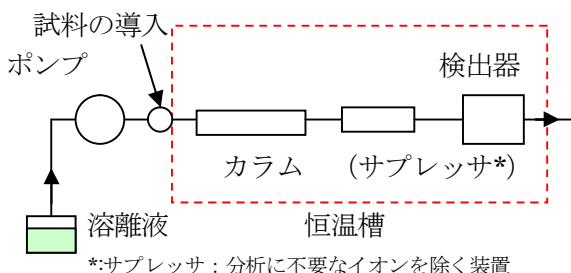 試料の導入
ポンプ
検出器
カラム
(サプレッサ*)
溶離液
恒温槽
*:サプレッサ：分析に不要なイオンを除く装置